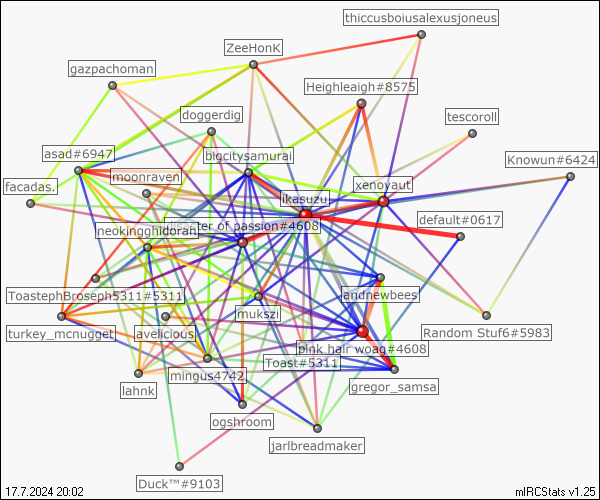 thiccusboiusalexusjoneus
ZeeHonK
gazpachoman
Heighleaigh#8575
doggerdig
tescoroll
asad#6947
bigcitysamurai
Knowun#6424
moonraven
xenoyaut
facadas.
ikasuzu
default#0617
of passion#4608
neokingghidorah
ToastephBroseph5311#5311
andnewbees
mukszi
turkey_mcnugget
avelicious
Random Stuf6#5983
pink hair woag#4608
Toast#5311
mingus4742
lahnk
gregor_samsa
ogshroom
jarlbreadmaker
Duck™#9103
17.7.2024 20:02
mIRCStats v1.25